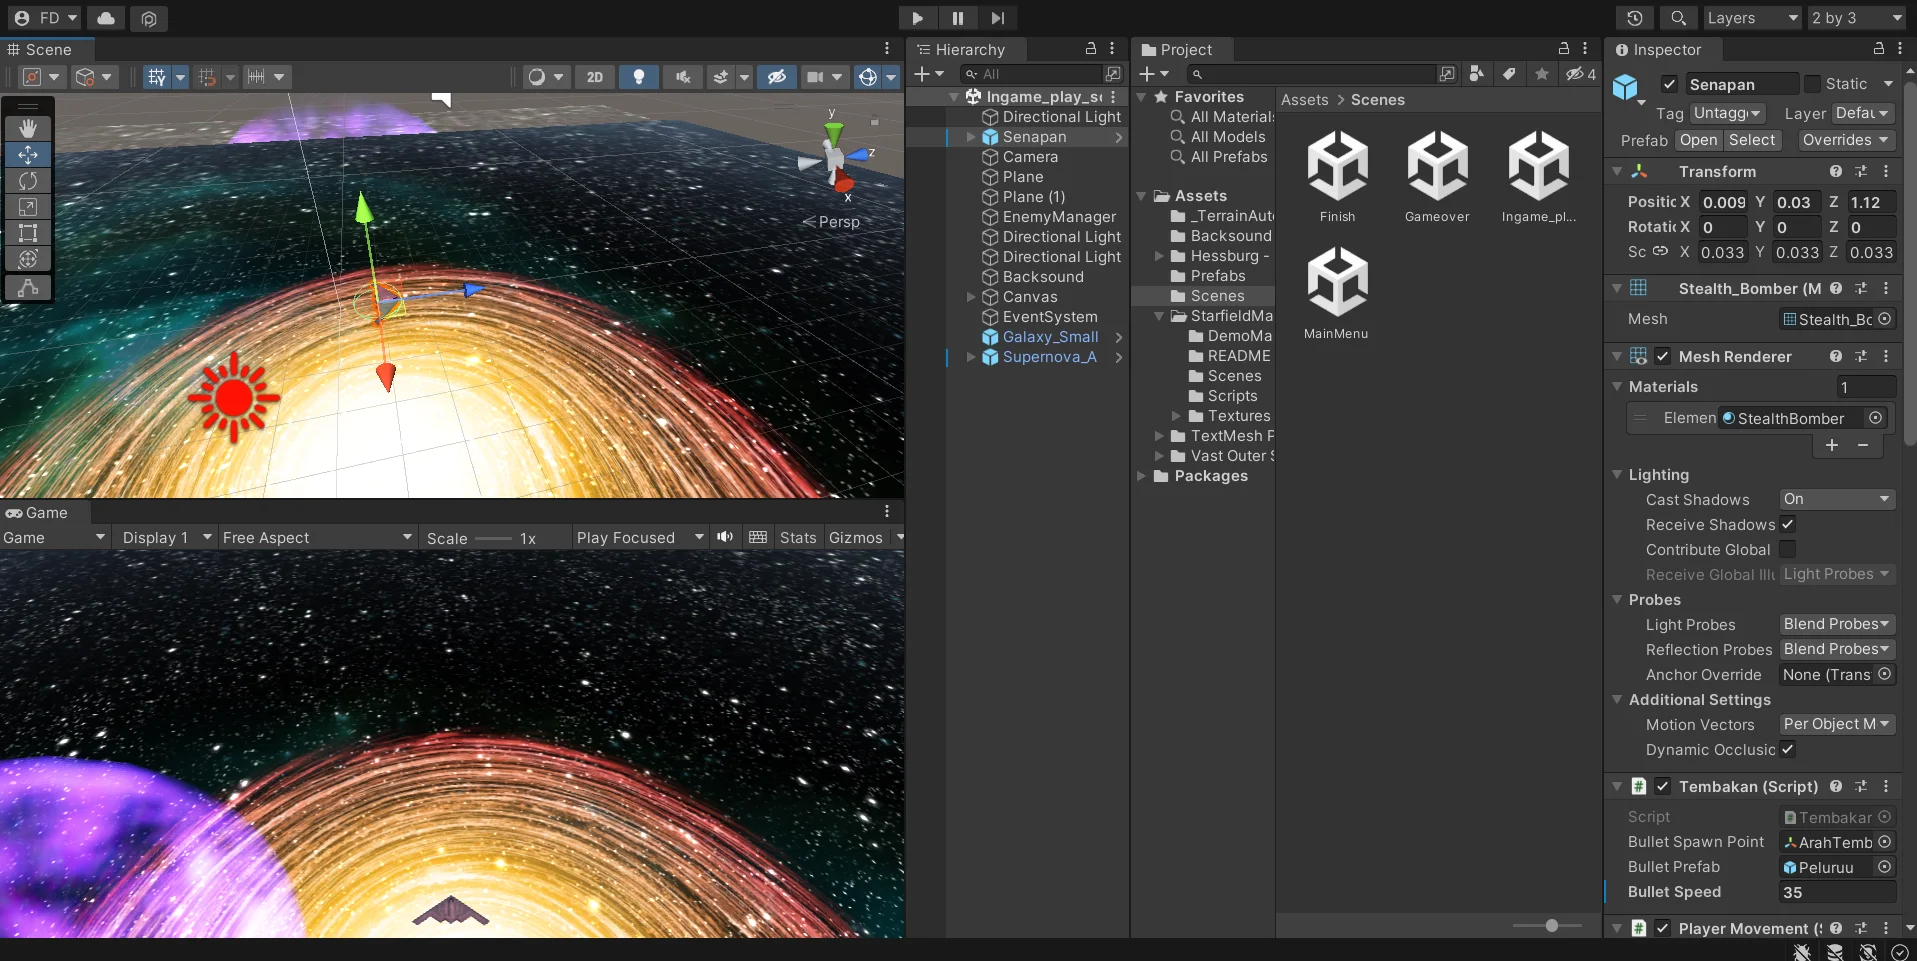 FD
Layers
2 by 3
Scene
2D
y
z
x
Persp
Game
Game
Display 1
Free Aspect
Scale
1x
Play Focused
Stats
Gizmos
Hierarchy
All
Ingame_play_s
Directional Light
Senapan
Camera
Plane
Plane (1)
EnemyManager
Directional Light
Directional Light
Backsound
Canvas
EventSystem
Galaxy_Small
Supernova_A
Project
4
Favorites
All Materials
All Models
All Prefabs
Assets
_TerrainAut
Backsound
Hessburg -
Prefabs
Scenes
StarfieldMa
DemoMa
README
Scenes
Scripts
Textures
TextMesh P
Vast Outer S
Packages
Assets > Scenes
Finish
Gameover
Ingame_pl...
MainMenu
Inspector
Senapan
Static
Tag Untagg
Layer Defau
Prefab Open Select Overrides
Transform
Positic X 0.009 Y 0.03 Z 1.12
Rotatic X 0 Y 0 Z 0
Sc X 0.033 Y 0.033 Z 0.033
Stealth_Bomber (M
Mesh Stealth_Bc
Mesh Renderer
Materials 1
Elemen StealthBomber
Lighting
Cast Shadows On
Receive Shadows
Contribute Global
Receive Global Illu Light Probes
Probes
Light Probes Blend Probes
Reflection Probes Blend Probes
Anchor Override None (Trans
Additional Settings
Motion Vectors Per Object M
Dynamic Occlusic
Tembakan (Script)
Script Tembakar
Bullet Spawn Point ArahTemb
Bullet Prefab Peluruu
Bullet Speed 35
Player Movement (S